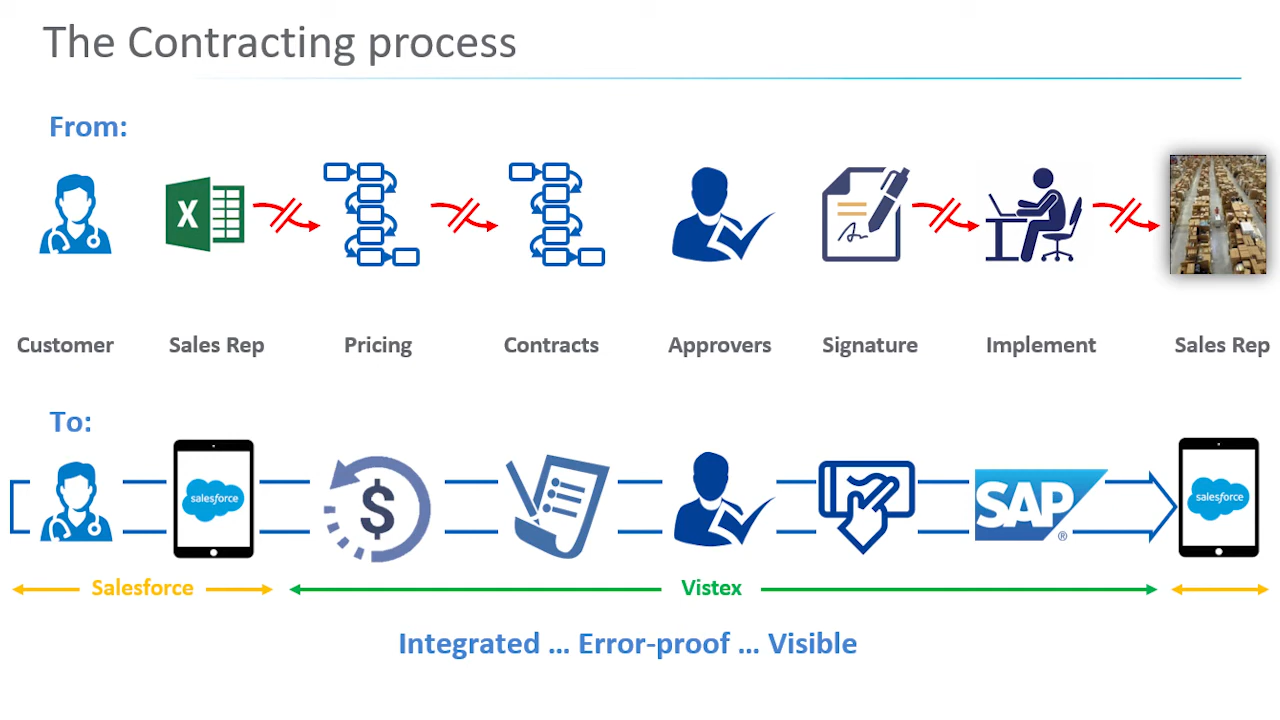 The Contracting process
From:
X
Customer
Sales Rep
Pricing
Contracts
Approvers
Signature
Implement
Sales Rep
To:
salesforce
$
SAP®
salesforce
Salesforce
Vistex
Integrated … Error-proof … Visible